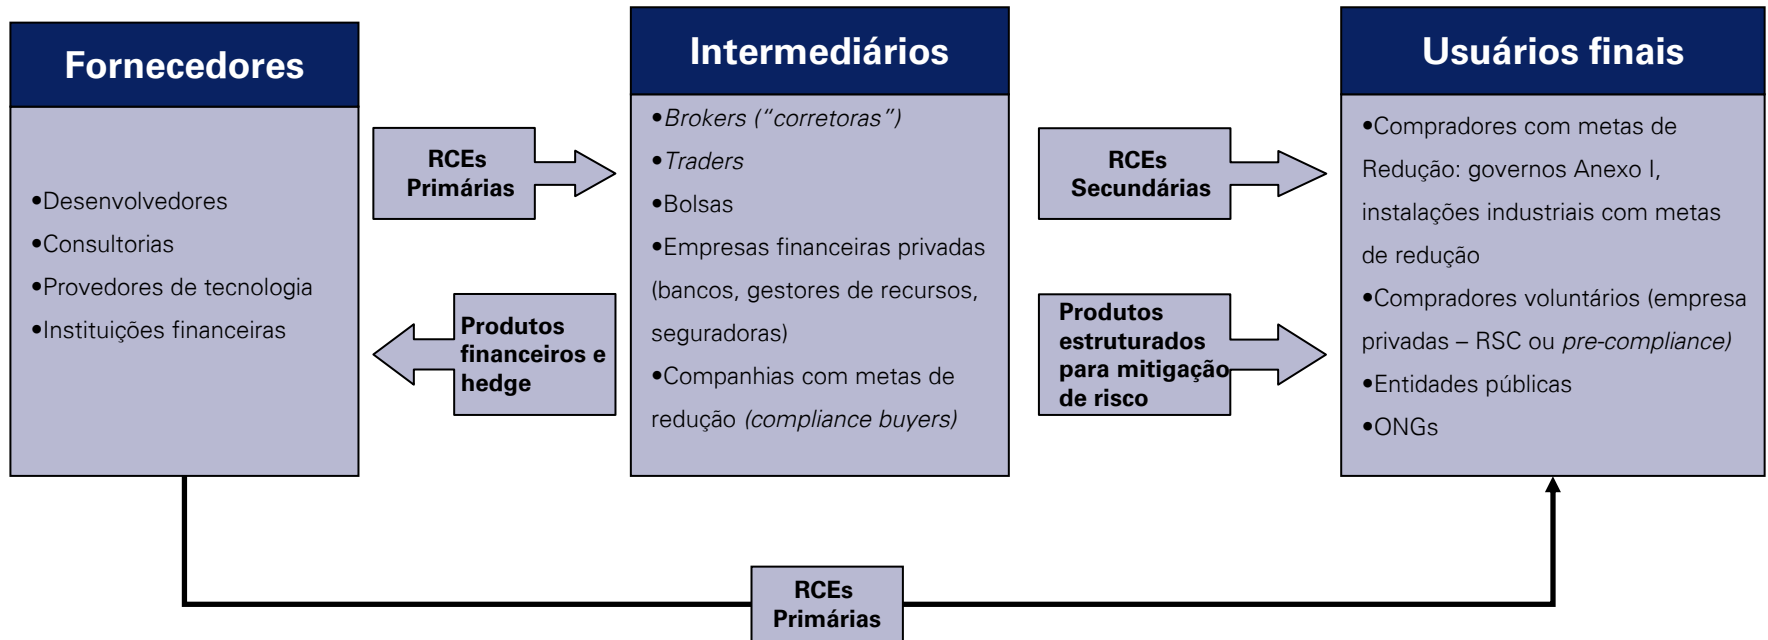 Fornecedores
•Desenvolvedores
•Consultorias
•Provedores de tecnologia
•Instituições financeiras
RCEs
Primárias
Produtos
financeiros e
hedge
Intermediários
•Brokers (“corretoras”)
•Traders
•Bolsas
•Empresas financeiras privadas
(bancos, gestores de recursos,
seguradoras)
•Companhias com metas de
redução (compliance buyers)
RCEs
Secundárias
Produtos
estruturados
para mitigação
de risco
Usuários finais
•Compradores com metas de
Redução: governos Anexo I,
instalações industriais com metas
de redução
•Compradores voluntários (empresa
privadas – RSC ou pre-compliance)
•Entidades públicas
•ONGs
RCEs
Primárias